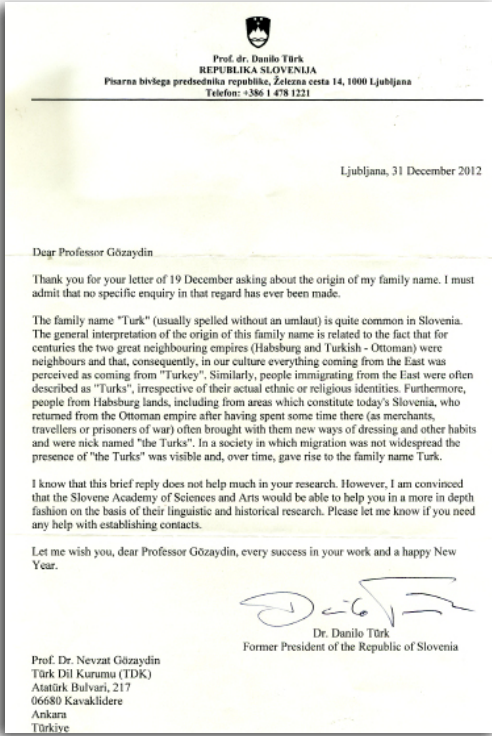 Prof. dr. Danilo Türk
REPUBLIKA SLOVENIJA
Pisarna bivšega predsednika republike, Železna cesta 14, 1000 Ljubljana
Telefon: +386 1 478 1221
Ljubljana, 31 December 2012
Dear Professor Gözaydin
Thank you for your letter of 19 December asking about the origin of my family name. I must
admit that no specific enquiry in that regard has ever been made.
The family name "Turk" (usually spelled without an umlaut) is quite common in Slovenia.
The general interpretation of the origin of this family name is related to the fact that for
centuries the two great neighbouring empires (Habsburg and Turkish - Ottoman) were
neighbours and that, consequently, in our culture everything coming from the East was
perceived as coming from "Turkey". Similarly, people immigrating from the East were often
described as "Turks", irrespective of their actual ethnic or religious identities. Furthermore,
people from Habsburg lands, including from areas which constitute today's Slovenia, who
returned from the Ottoman empire after having spent some time there (as merchants,
travellers or prisoners of war) often brought with them new ways of dressing and other habits
and were nick named "the Turks". In a society in which migration was not widespread the
presence of "the Turks" was visible and, over time, gave rise to the family name Turk.
I know that this brief reply does not help much in your research. However, I am convinced
that the Slovene Academy of Sciences and Arts would be able to help you in a more in depth
fashion on the basis of their linguistic and historical research. Please let me know if you need
any help with establishing contacts.
Let me wish you, dear Professor Gözaydin, every success in your work and a happy New
Year.
Dr. Danilo Türk
Former President of the Republic of Slovenia
Prof. Dr. Nevzat Gözaydin
Türk Dil Kurumu (TDK)
Atatürk Bulvari, 217
06680 Kavaklidere
Ankara
Türkiye